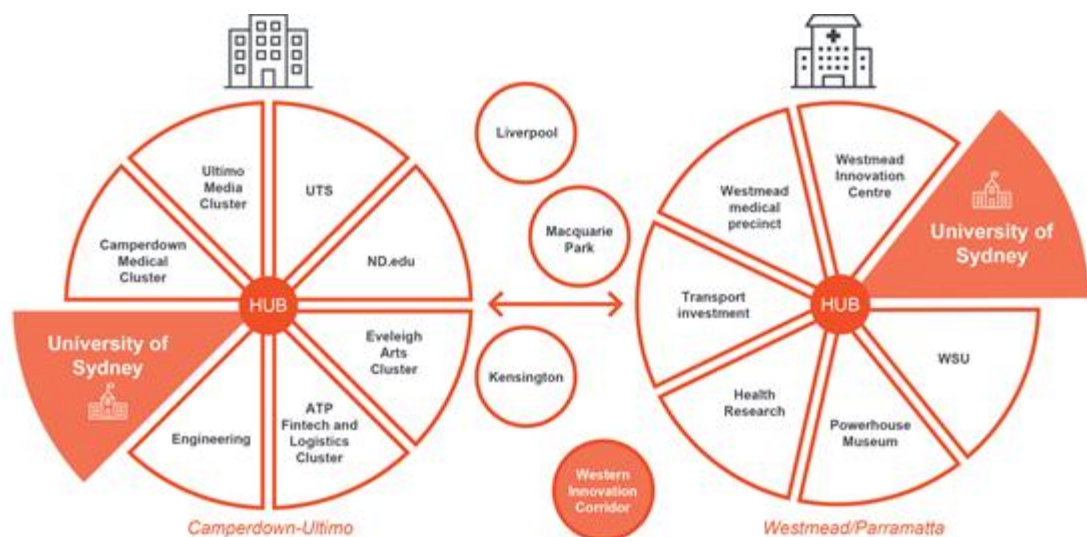 Ultimo
Media
Cluster
UTS
Camperdown
Medical
Cluster
ND.edu
HUB
University of
Sydney
Eveleigh
Arts
Cluster
Engineering
ATP
Fintech and
Logistics
Cluster
Camperdown-Ultimo
Liverpool
Macquarie
Park
Kensington
Western
Innovation
Corridor
Westmead
Innovation
Centre
Westmead
medical
precinct
University of
Sydney
Transport
investment
HUB
WSU
Health
Research
Powerhouse
Museum
Westmead/Parramatta